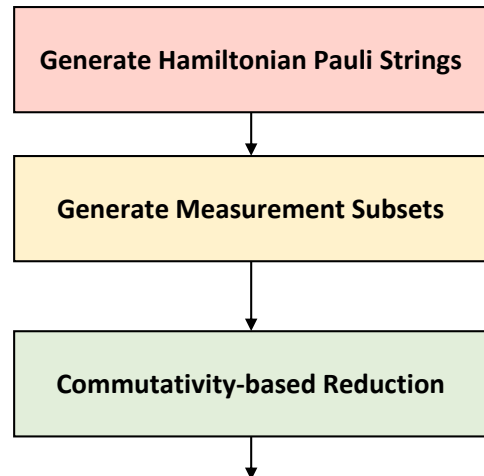 Generate Hamiltonian Pauli Strings
Generate Measurement Subsets
Commutativity-based Reduction